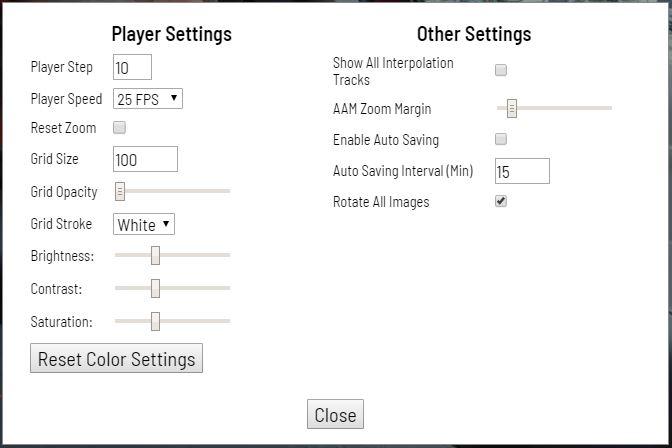 Player Settings
Player Step 10
Player Speed 25 FPS
Reset Zoom
Grid Size 100
Grid Opacity
Grid Stroke White
Brightness:
Contrast:
Saturation:
Reset Color Settings
Other Settings
Show All Interpolation
Tracks
AAM Zoom Margin
Enable Auto Saving
Auto Saving Interval (Min) 15
Rotate All Images
Close